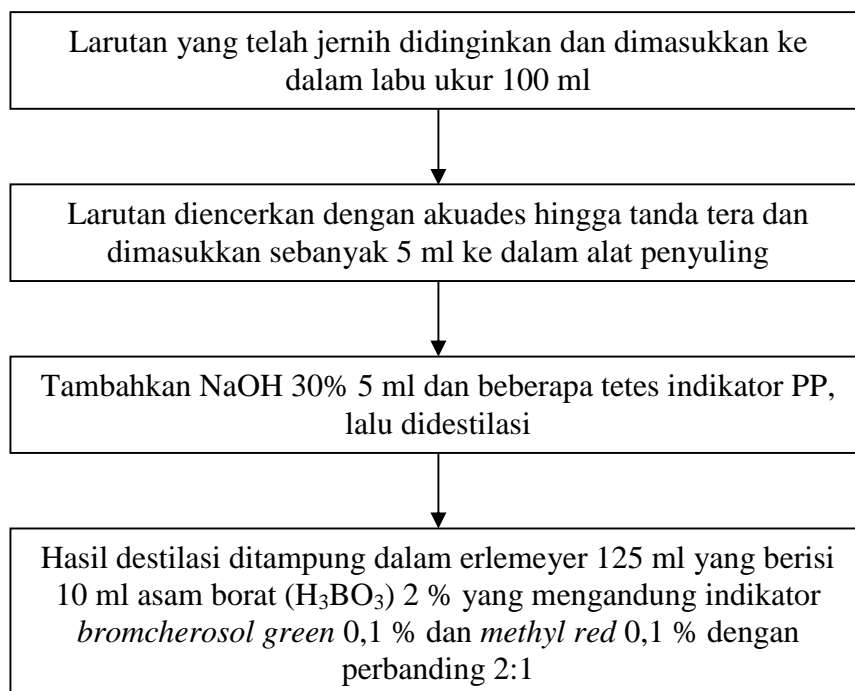 Larutan yang telah jernih didinginkan dan dimasukkan ke
dalam labu ukur 100 ml
Larutan diencerkan dengan akuades hingga tanda tera dan
dimasukkan sebanyak 5 ml ke dalam alat penyuling
Tambahkan NaOH 30% 5 ml dan beberapa tetes indikator PP,
lalu didestilasi
Hasil destilasi ditampung dalam erlemeyer 125 ml yang berisi
10 ml asam borat (H₃BO₃) 2 % yang mengandung indikator
bromcherosol green 0,1 % dan methyl red 0,1 % dengan
perbanding 2:1